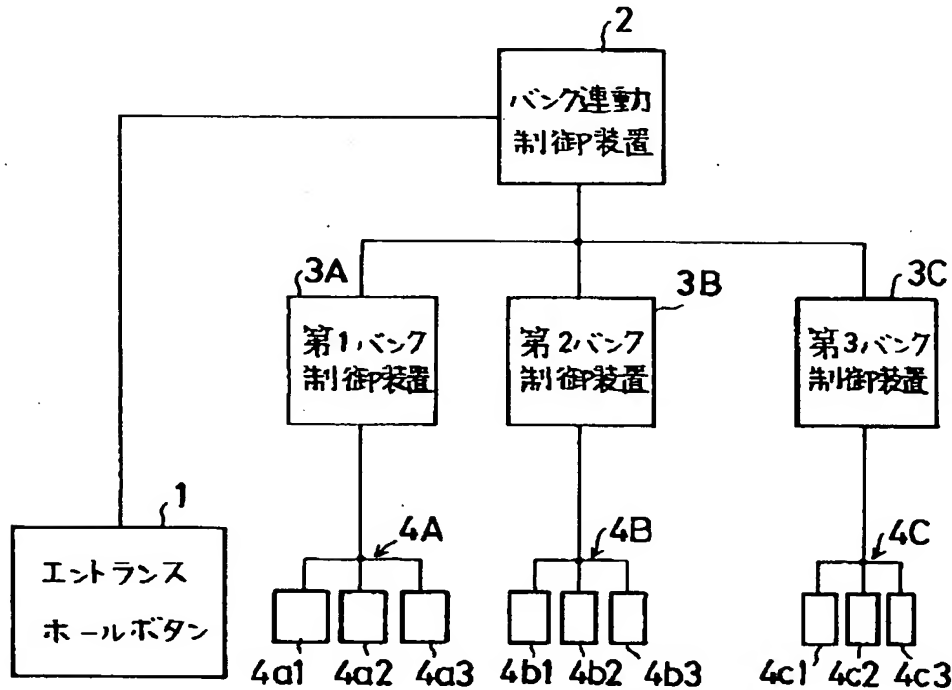 2
バンク連動
制御装置
3A
3B
3C
第1バンク
制御装置
第2バンク
制御装置
第3バンク
制御装置
1
エントランス
ホールボタン
4A
4B
4C
4a1
4a2
4a3
4b1
4b2
4b3
4c1
4c2
4c3